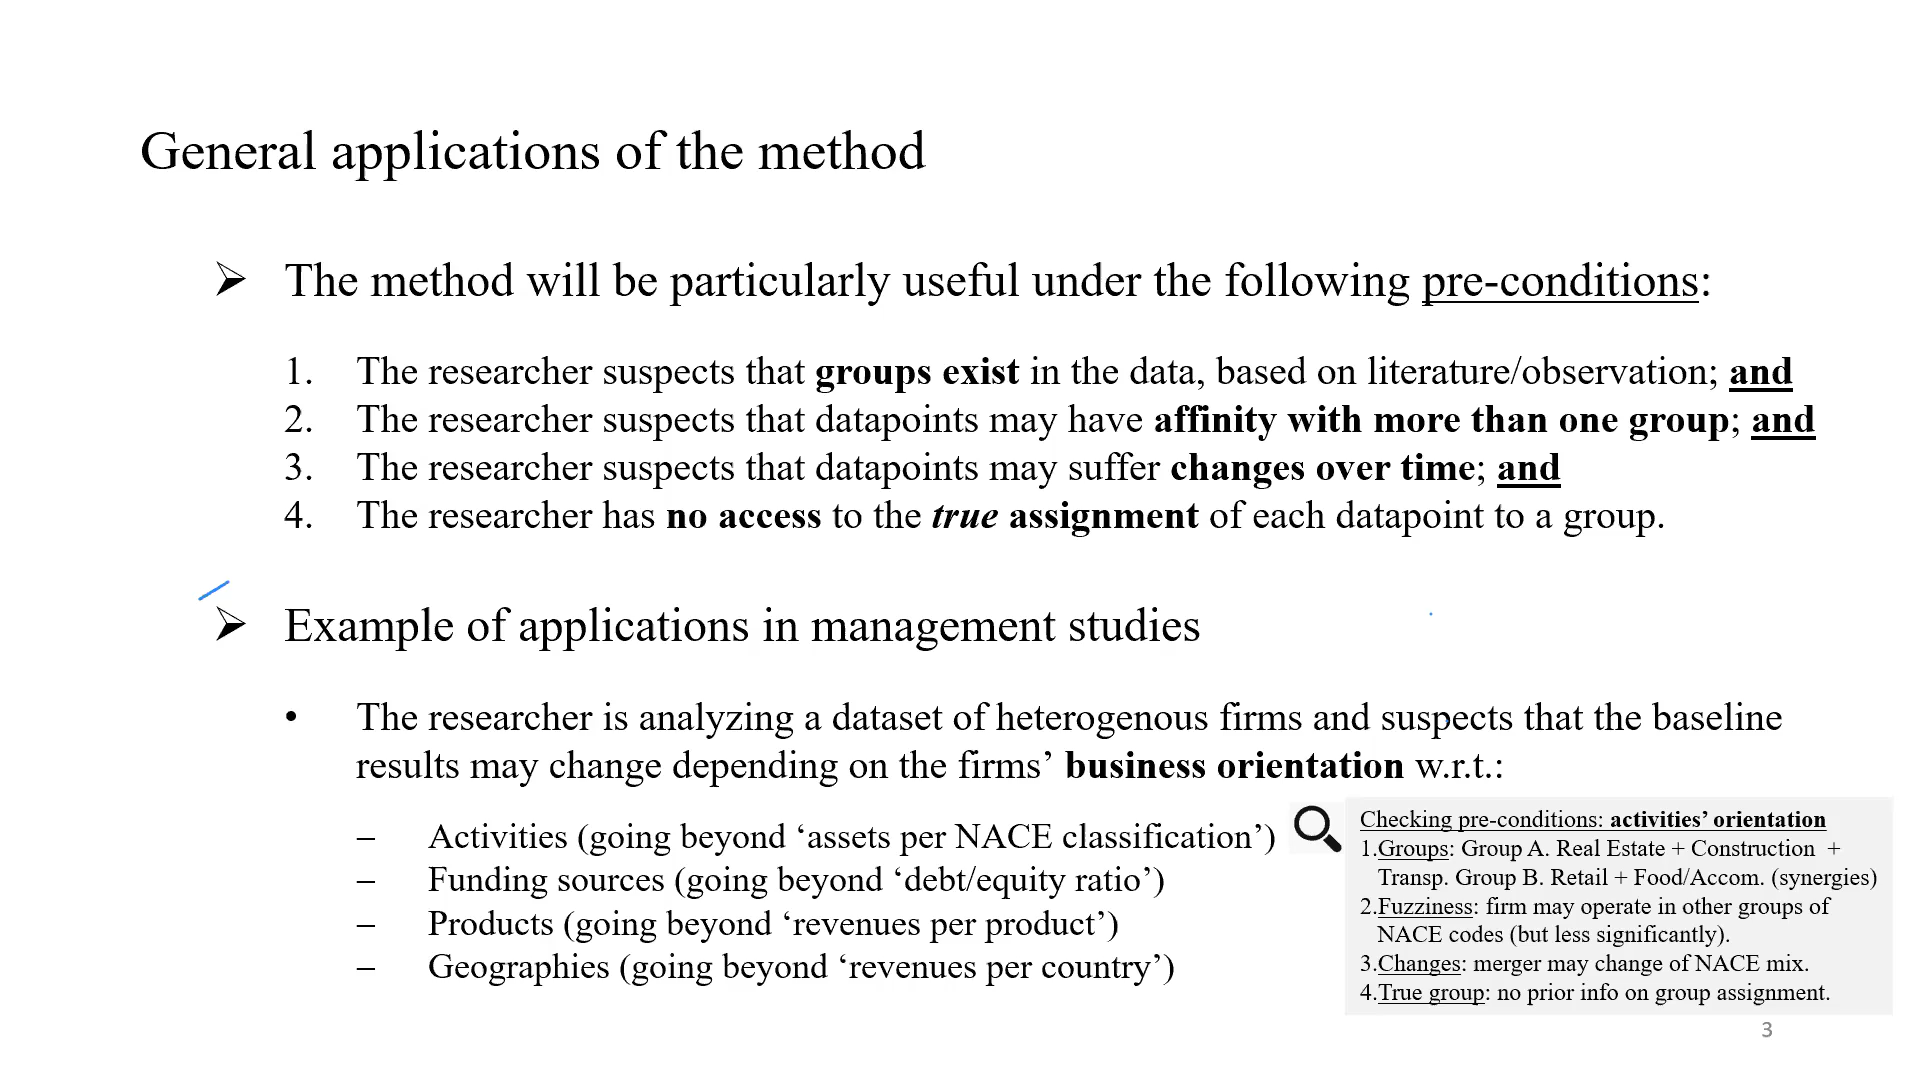 General applications of the method
➢ The method will be particularly useful under the following pre-conditions:
1. The researcher suspects that groups exist in the data, based on literature/observation; and
2. The researcher suspects that datapoints may have affinity with more than one group; and
3. The researcher suspects that datapoints may suffer changes over time; and
4. The researcher has no access to the true assignment of each datapoint to a group.
➢ Example of applications in management studies
• The researcher is analyzing a dataset of heterogenous firms and suspects that the baseline
results may change depending on the firms’ business orientation w.r.t.:
– Activities (going beyond ‘assets per NACE classification’)
– Funding sources (going beyond ‘debt/equity ratio’)
– Products (going beyond ‘revenues per product’)
– Geographies (going beyond ‘revenues per country’)
Checking pre-conditions: activities’ orientation
1.Groups: Group A. Real Estate + Construction +
Transp. Group B. Retail + Food/Accom. (synergies)
2.Fuzziness: firm may operate in other groups of
NACE codes (but less significantly).
3.Changes: merger may change of NACE mix.
4.True group: no prior info on group assignment.
3